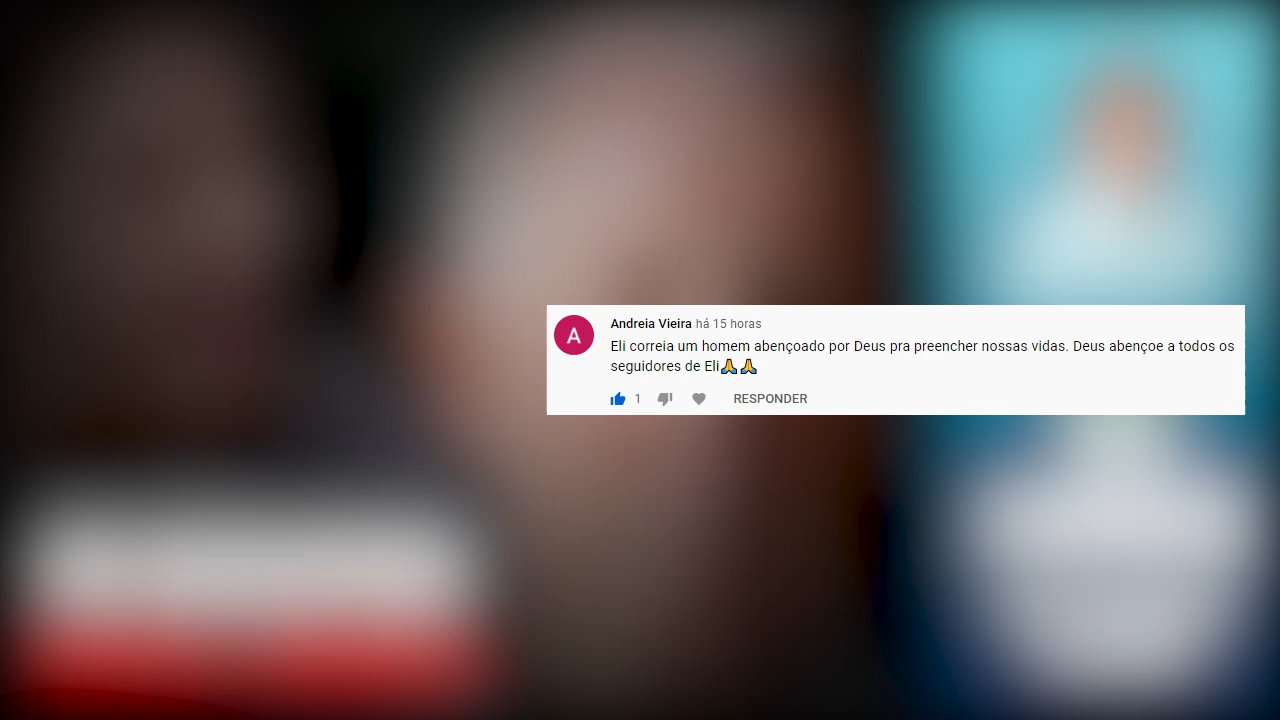 A
Andreia Vieira há 15 horas
Eli correia um homem abençoado por Deus pra preencher nossas vidas. Deus abençoe a todos os
seguidores de Eli🙏🙏
1 RESPONDER